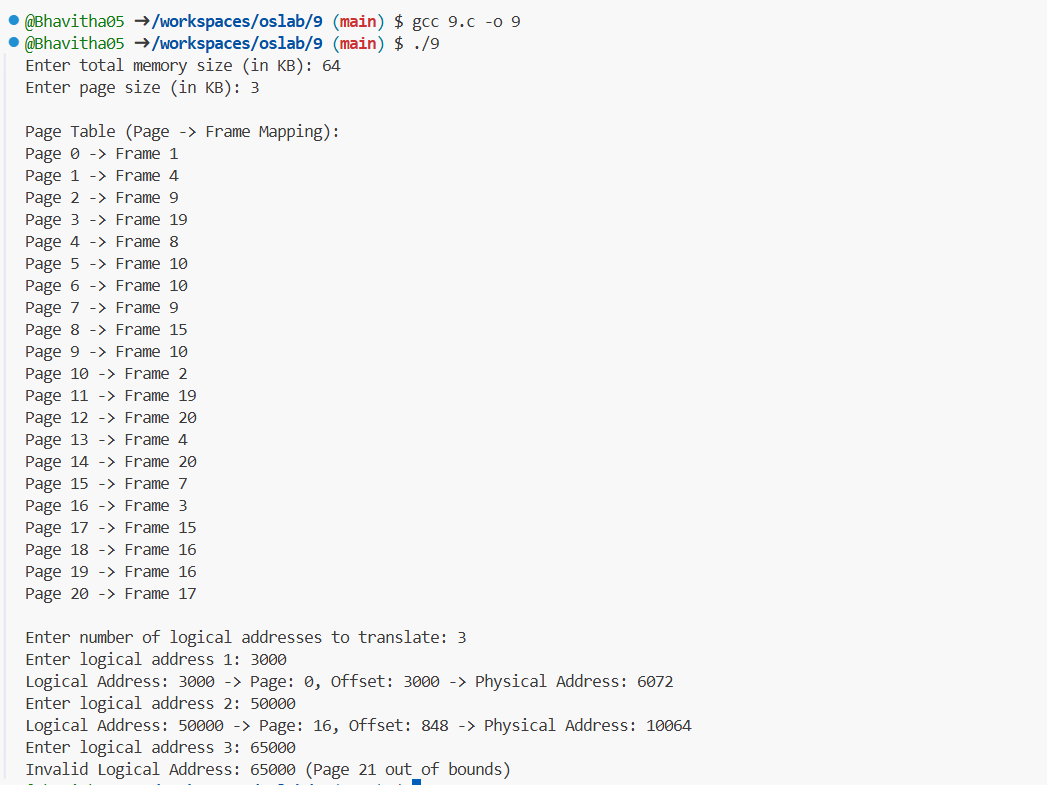 @Bhavitha05 →/workspaces/oslab/9 (main) $ gcc 9.c -o 9
@Bhavitha05 →/workspaces/oslab/9 (main) $ ./9
Enter total memory size (in KB): 64
Enter page size (in KB): 3
Page Table (Page -> Frame Mapping):
Page 0 -> Frame 1
Page 1 -> Frame 4
Page 2 -> Frame 9
Page 3 -> Frame 19
Page 4 -> Frame 8
Page 5 -> Frame 10
Page 6 -> Frame 10
Page 7 -> Frame 9
Page 8 -> Frame 15
Page 9 -> Frame 10
Page 10 -> Frame 2
Page 11 -> Frame 19
Page 12 -> Frame 20
Page 13 -> Frame 4
Page 14 -> Frame 20
Page 15 -> Frame 7
Page 16 -> Frame 3
Page 17 -> Frame 15
Page 18 -> Frame 16
Page 19 -> Frame 16
Page 20 -> Frame 17
Enter number of logical addresses to translate: 3
Enter logical address 1: 3000
Logical Address: 3000 -> Page: 0, Offset: 3000 -> Physical Address: 6072
Enter logical address 2: 50000
Logical Address: 50000 -> Page: 16, Offset: 848 -> Physical Address: 10064
Enter logical address 3: 65000
Invalid Logical Address: 65000 (Page 21 out of bounds)